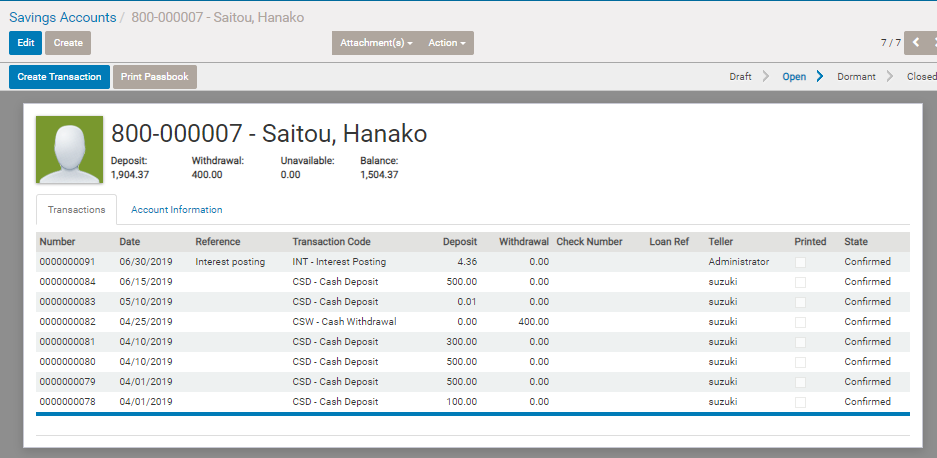 Savings Accounts / 800-000007 - Saitou, Hanako
Edit Create Attachment(s) Action 7 / 7
Create Transaction Print Passbook Draft Open Dormant Closed
800-000007 - Saitou, Hanako
Deposit: Withdrawal: Unavailable: Balance:
1,904.37 400.00 0.00 1,504.37
Transactions Account Information
Number Date Reference Transaction Code Deposit Withdrawal Check Number Loan Ref Teller Printed State
0000000091 06/30/2019 Interest posting INT - Interest Posting 4.36 0.00 Administrator Confirmed
0000000084 06/15/2019 CSD - Cash Deposit 500.00 0.00 suzuki Confirmed
0000000083 05/10/2019 CSD - Cash Deposit 0.01 0.00 suzuki Confirmed
0000000082 04/25/2019 CSW - Cash Withdrawal 0.00 400.00 suzuki Confirmed
0000000081 04/10/2019 CSD - Cash Deposit 300.00 0.00 suzuki Confirmed
0000000080 04/10/2019 CSD - Cash Deposit 500.00 0.00 suzuki Confirmed
0000000079 04/01/2019 CSD - Cash Deposit 500.00 0.00 suzuki Confirmed
0000000078 04/01/2019 CSD - Cash Deposit 100.00 0.00 suzuki Confirmed